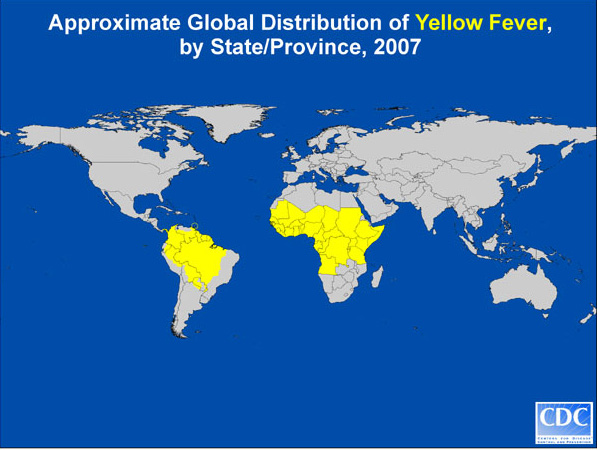 Approximate Global Distribution of Yellow Fever,
by State/Province, 2007
CDC
CENTERS FOR DISEASE
CONTROL AND PREVENTION